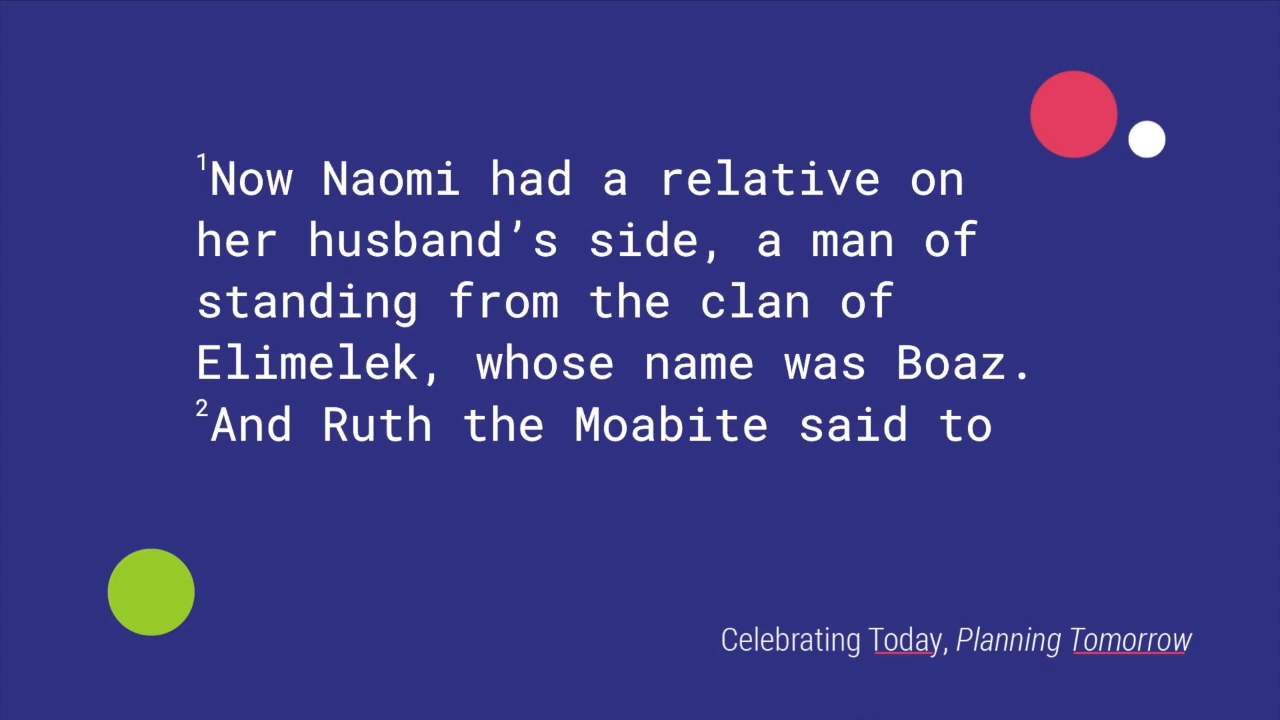 ¹Now Naomi had a relative on
her husband’s side, a man of
standing from the clan of
Elimelek, whose name was Boaz.
²And Ruth the Moabite said to
Celebrating Today, Planning Tomorrow